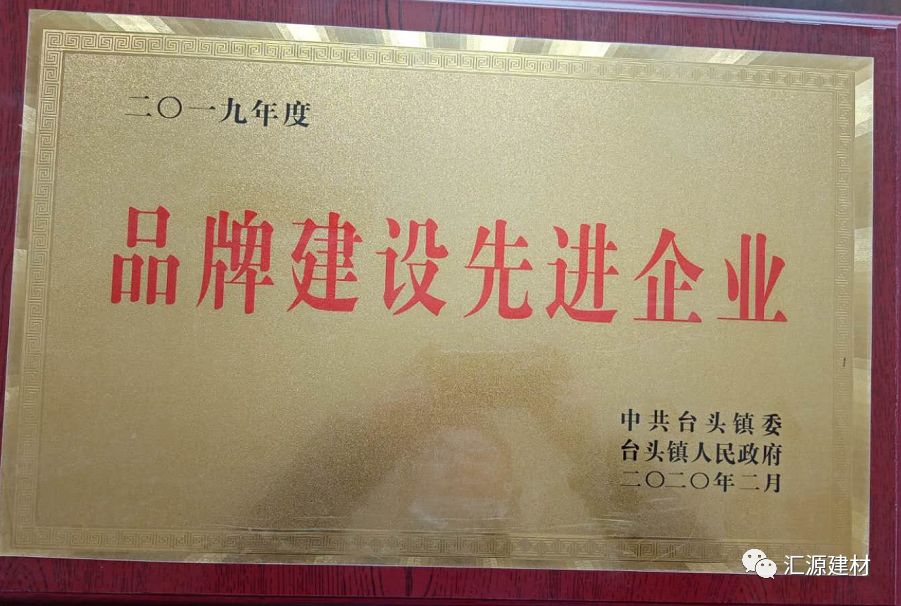 二〇一九年度
品牌建设先进企业
中共台头镇委
台头镇人民政府
二〇二〇年二月
汇源建材